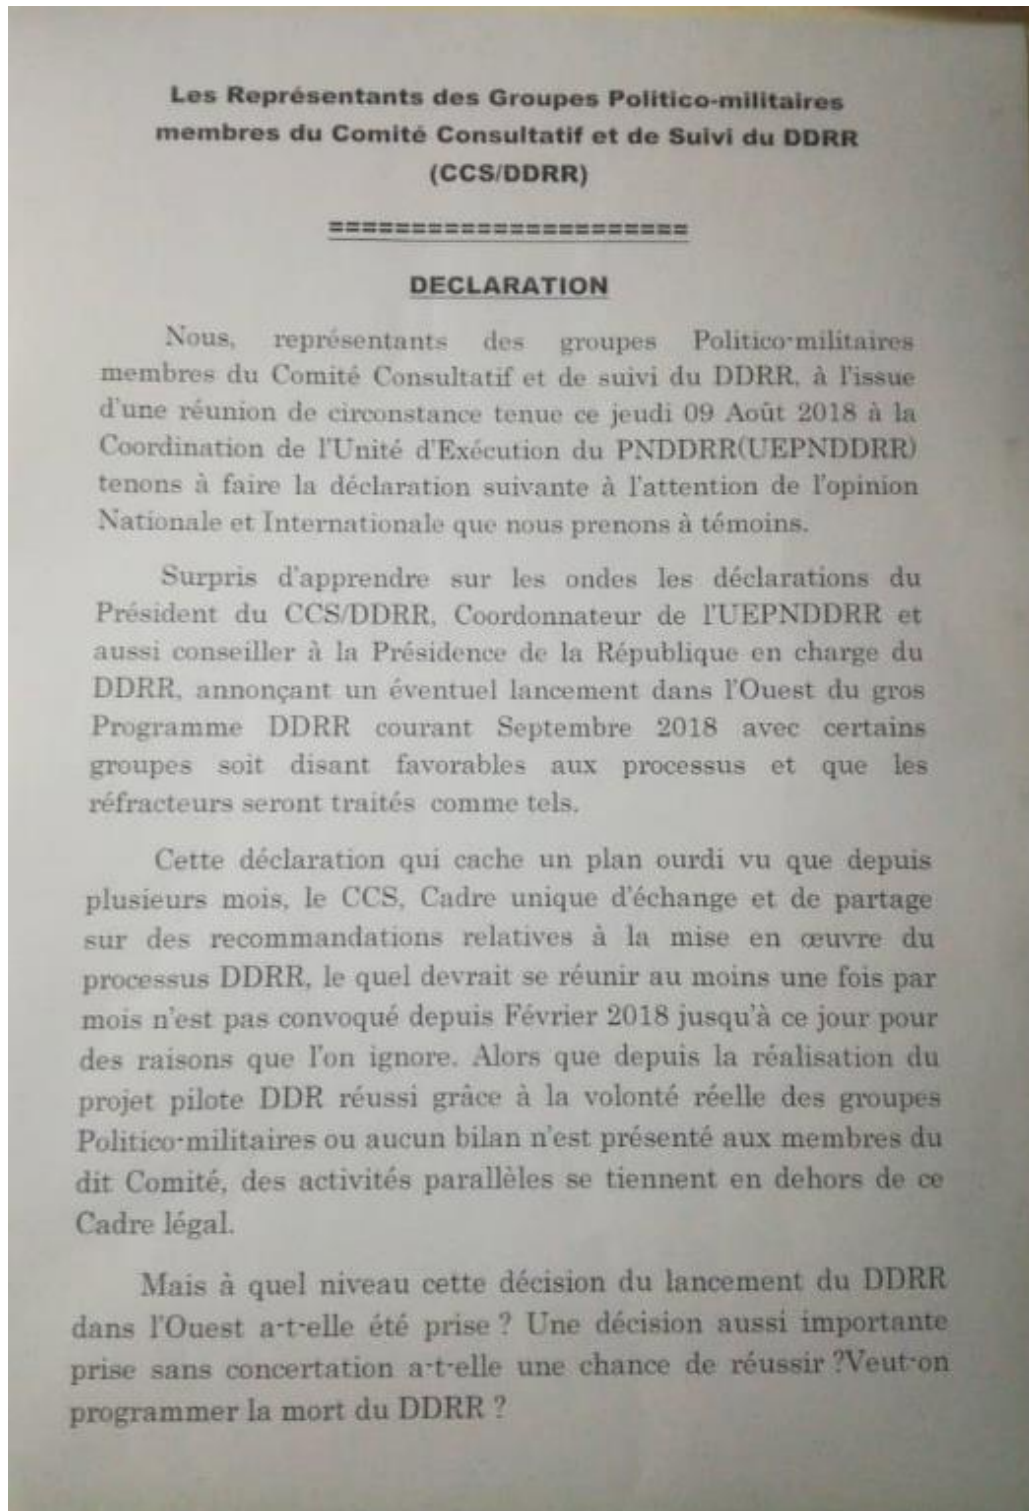 Les Représentants des Groupes Politico-militaires
membres du Comité Consultatif et de Suivi du DDRR
(CCS/DDRR)
======================
DECLARATION
Nous, représentants des groupes Politico-militaires
membres du Comité Consultatif et de suivi du DDRR, à l'issue
d'une réunion de circonstance tenue ce jeudi 09 Août 2018 à la
Coordination de l'Unité d'Exécution du PNDDRR(UEPNDDRR)
tenons à faire la déclaration suivante à l'attention de l'opinion
Nationale et Internationale que nous prenons à témoins.
Surpris d'apprendre sur les ondes les déclarations du
Président du CCS/DDRR, Coordonnateur de l'UEPNDDRR et
aussi conseiller à la Présidence de la République en charge du
DDRR, annonçant un éventuel lancement dans l'Ouest du gros
Programme DDRR courant Septembre 2018 avec certains
groupes soit disant favorables aux processus et que les
réfracteurs seront traités comme tels.
Cette déclaration qui cache un plan ourdi vu que depuis
plusieurs mois, le CCS, Cadre unique d'échange et de partage
sur des recommandations relatives à la mise en œuvre du
processus DDRR, le quel devrait se réunir au moins une fois par
mois n'est pas convoqué depuis Février 2018 jusqu'à ce jour pour
des raisons que l'on ignore. Alors que depuis la réalisation du
projet pilote DDR réussi grâce à la volonté réelle des groupes
Politico-militaires ou aucun bilan n'est présenté aux membres du
dit Comité, des activités parallèles se tiennent en dehors de ce
Cadre légal.
Mais à quel niveau cette décision du lancement du DDRR
dans l'Ouest a-t-elle été prise ? Une décision aussi importante
prise sans concertation a-t-elle une chance de réussir ?Veut-on
programmer la mort du DDRR ?